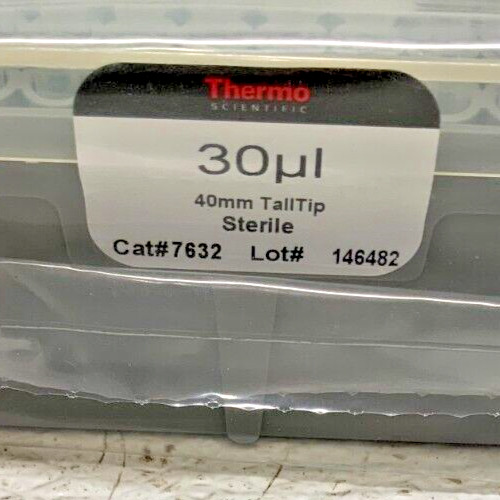 Thermo
SCIENTIFIC
30µl
40mm TallTip
Sterile
Cat#7632 Lot# 146482